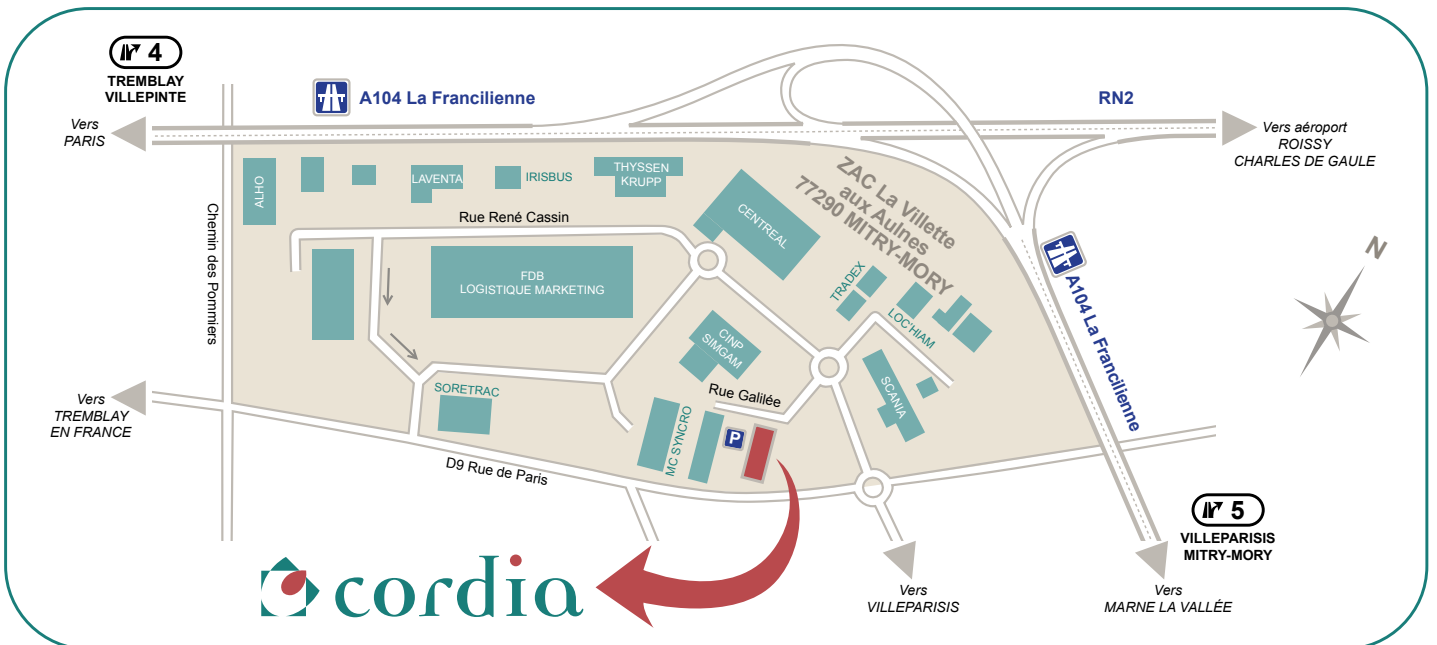 4
TREMBLAY
VILLEPINTE
A104 La Francilienne
RN2
Vers
PARIS
Vers aéroport
ROISSY
CHARLES DE GAULE
ALHO
LAVENTA
IRISBUS
THYSSEN
KRUPP
ZAC La Villette
aux Aulnes
77290 MITRY-MORY
Chemin des Pommiers
Rue René Cassin
CENTREAL
FDB
LOGISTIQUE MARKETING
TRADEX
LOC'HIAM
A104 La Francilienne
N
CINP
SIMGAM
SCANIA
Rue Galilée
SORETRAC
MC SYNCRO
P
Vers
TREMBLAY
EN FRANCE
D9 Rue de Paris
5
VILLEPARISIS
MITRY-MORY
cordia
Vers
VILLEPARISIS
Vers
MARNE LA VALLÉE